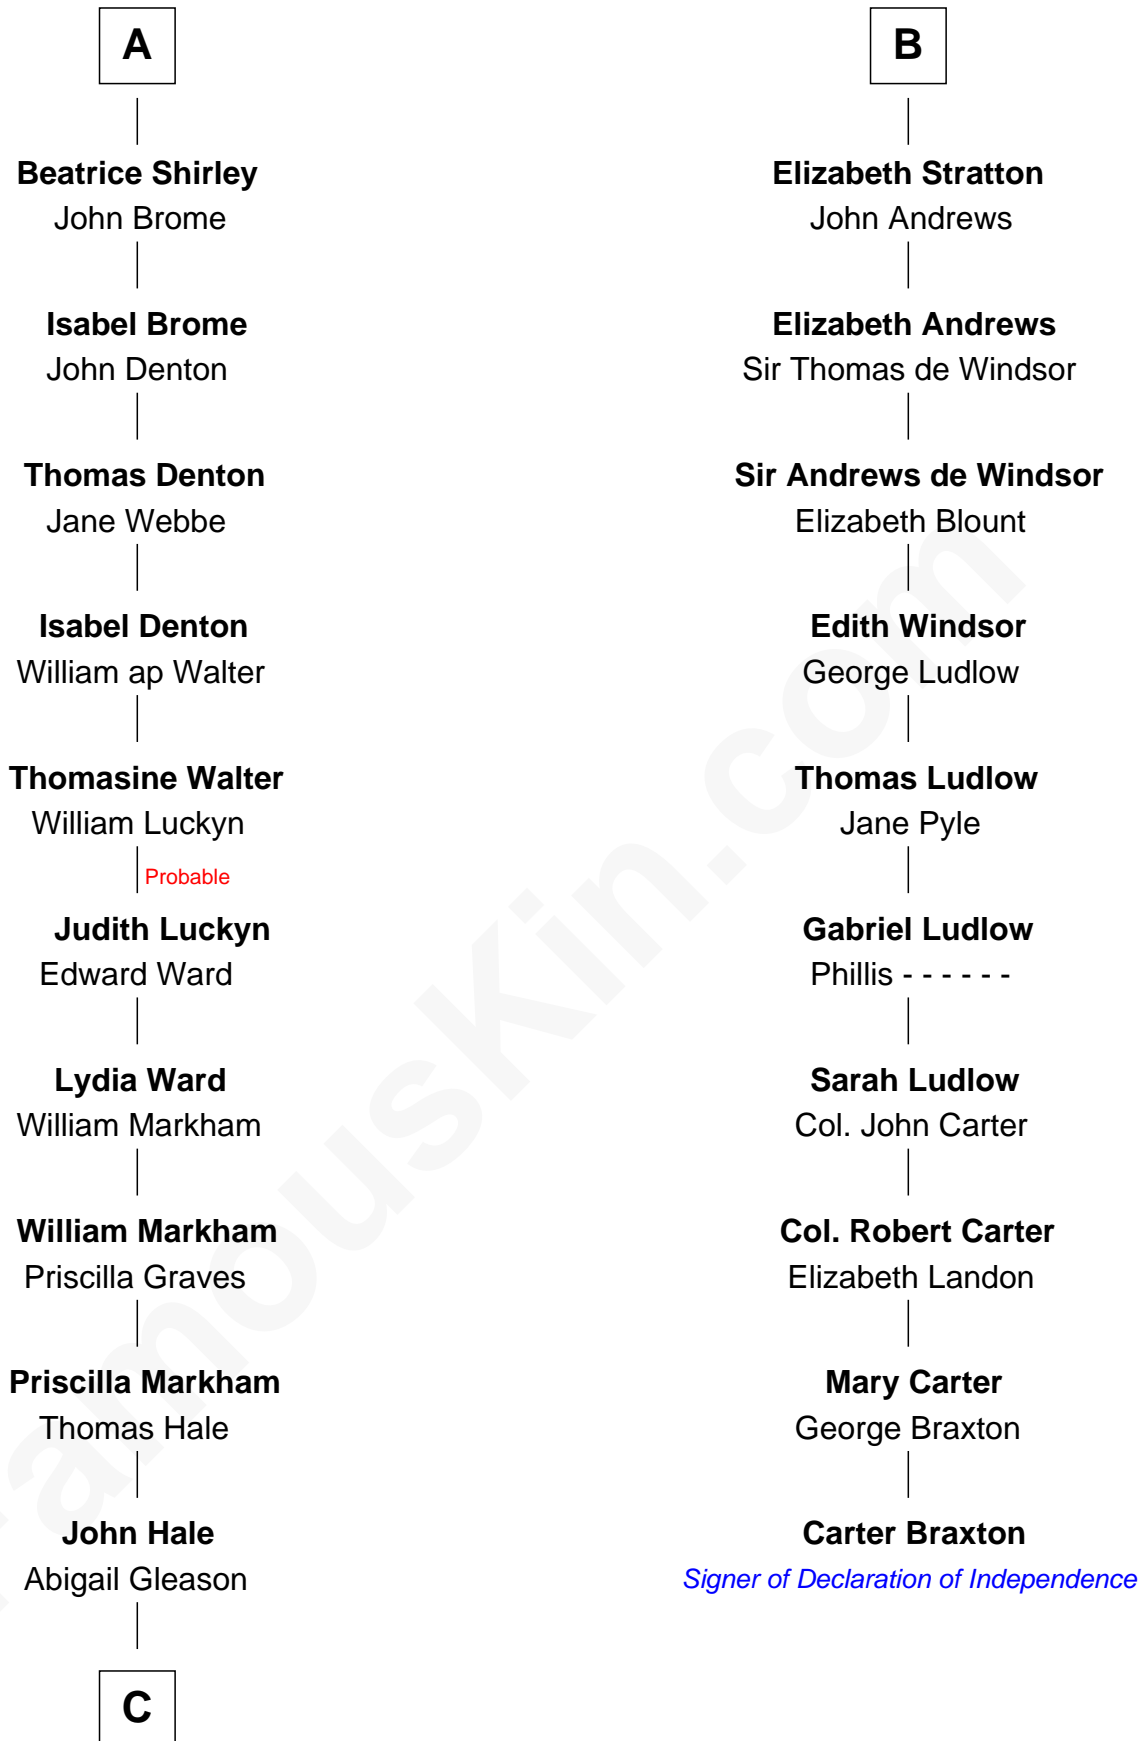 A
Beatrice Shirley
John Brome
Isabel Brome
John Denton
Thomas Denton
Jane Webbe
Isabel Denton
William ap Walter
Thomasine Walter
William Luckyn
Probable
Judith Luckyn
Edward Ward
Lydia Ward
William Markham
William Markham
Priscilla Graves
Priscilla Markham
Thomas Hale
John Hale
Abigail Gleason
C
B
Elizabeth Stratton
John Andrews
Elizabeth Andrews
Sir Thomas de Windsor
Sir Andrews de Windsor
Elizabeth Blount
Edith Windsor
George Ludlow
Thomas Ludlow
Jane Pyle
Gabriel Ludlow
Phillis - - - - - -
Sarah Ludlow
Col. John Carter
Col. Robert Carter
Elizabeth Landon
Mary Carter
George Braxton
Carter Braxton
Signer of Declaration of Independence
FamousKin.com